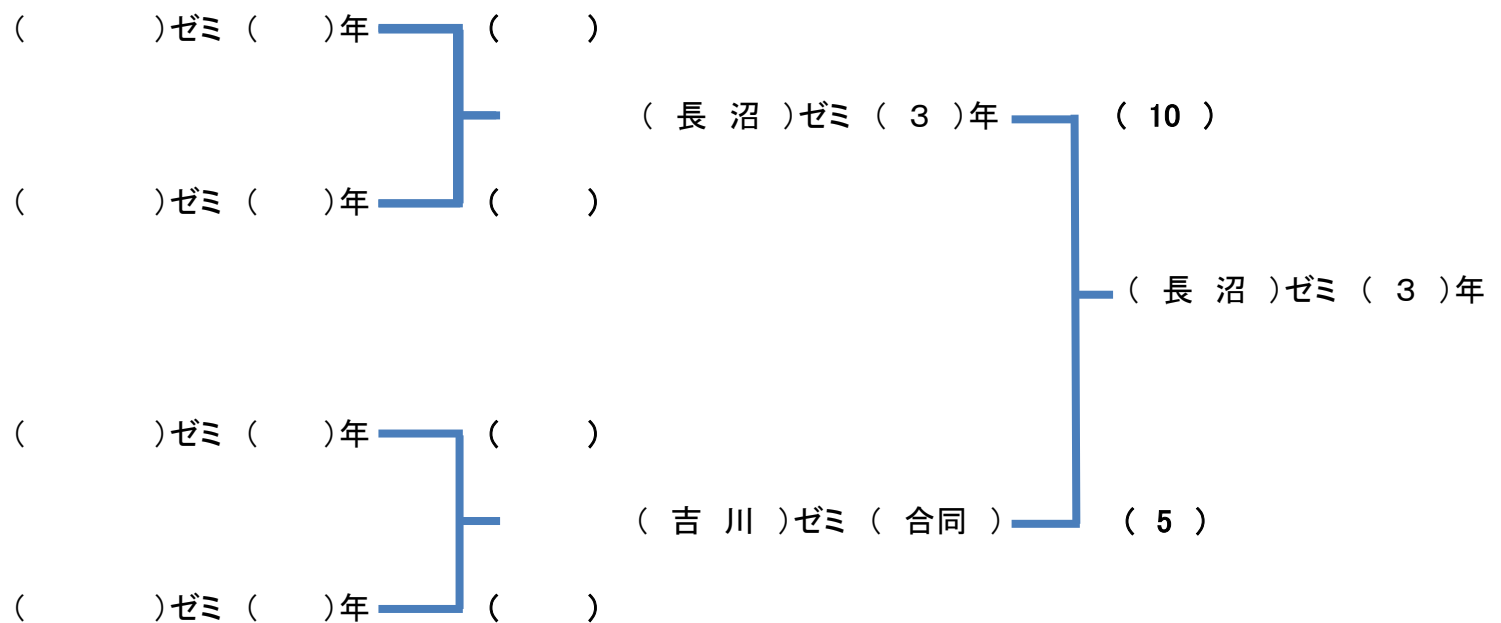 （　　　　）ゼミ（　　）年　（　　）
（ 長 沼 ）ゼミ（ ３ ）年　（ 10 ）
（　　　　）ゼミ（　　）年　（　　）
（ 長 沼 ）ゼミ（ ３ ）年
（　　　　）ゼミ（　　）年　（　　）
（ 吉 川 ）ゼミ（ 合同 ）　（ 5 ）
（　　　　）ゼミ（　　）年　（　　）